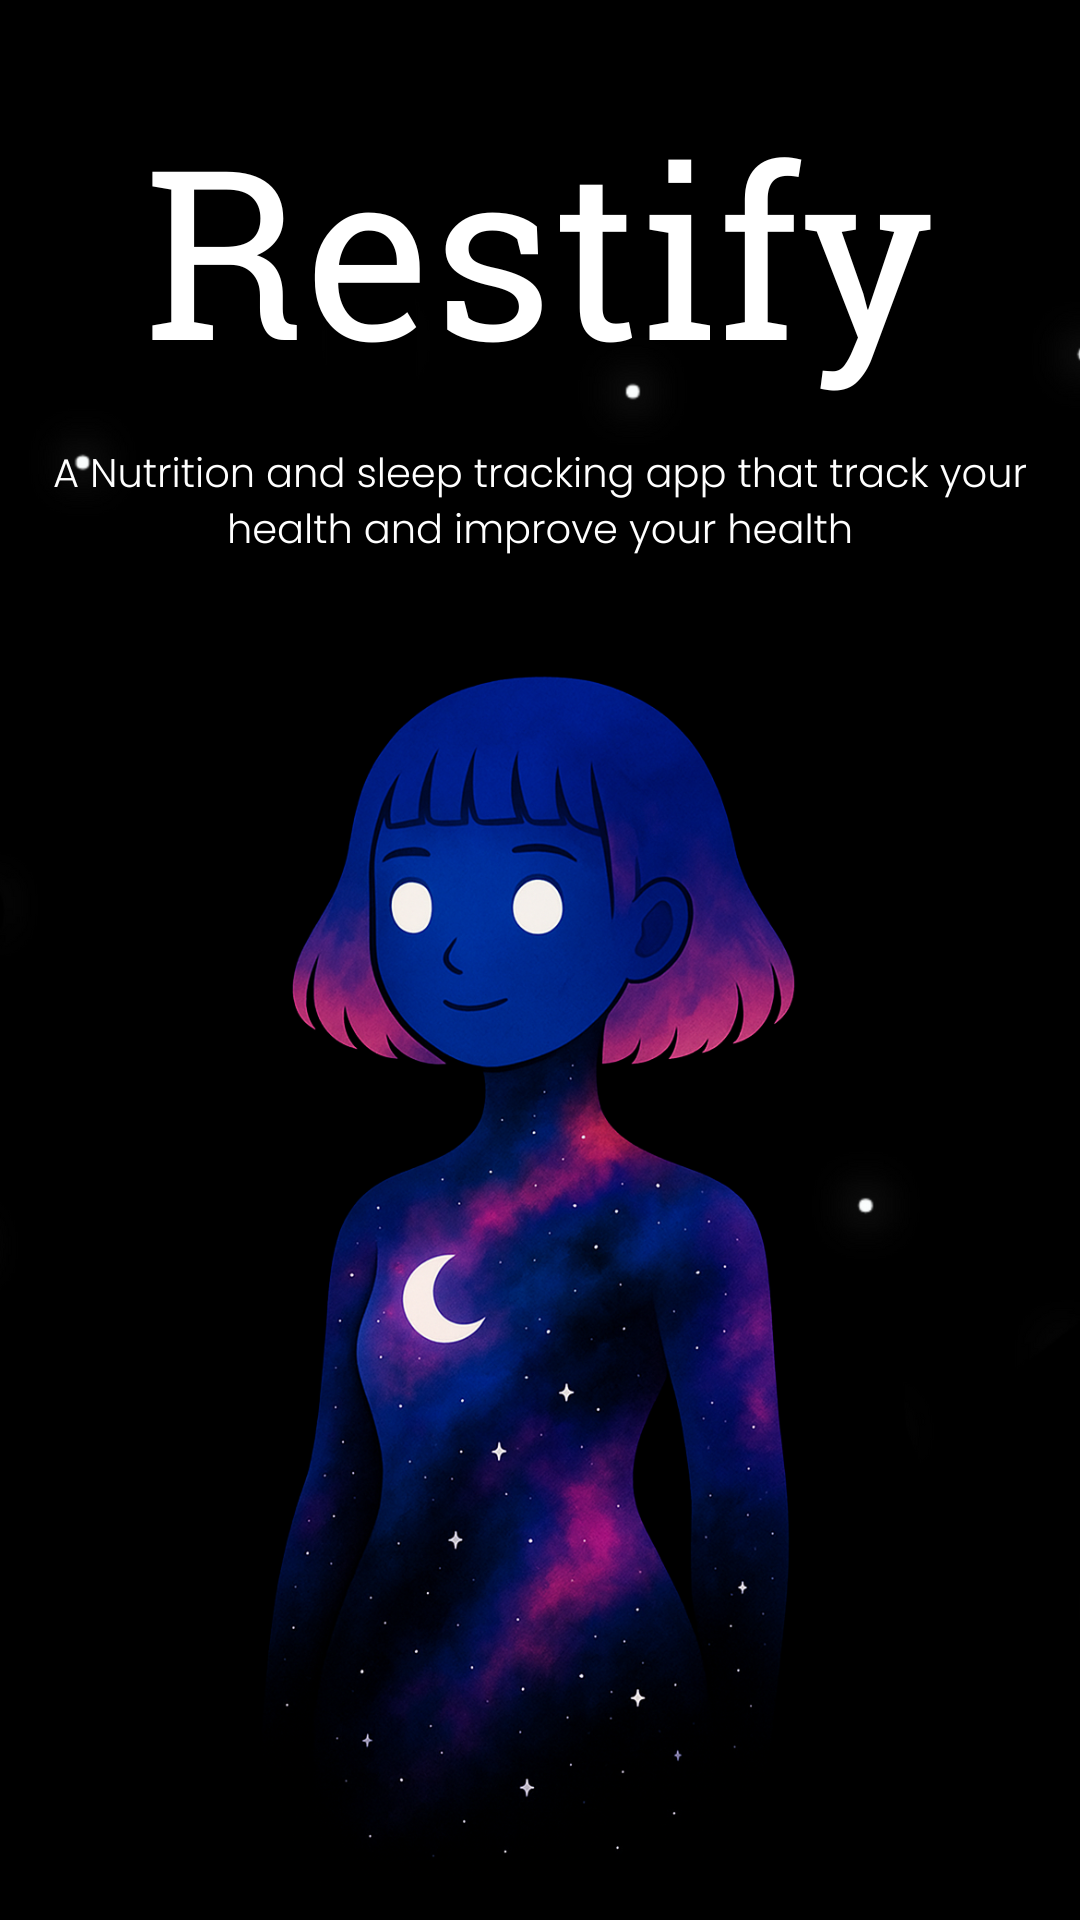 Restify
A Nutrition and sleep tracking app that track your
health and improve your health